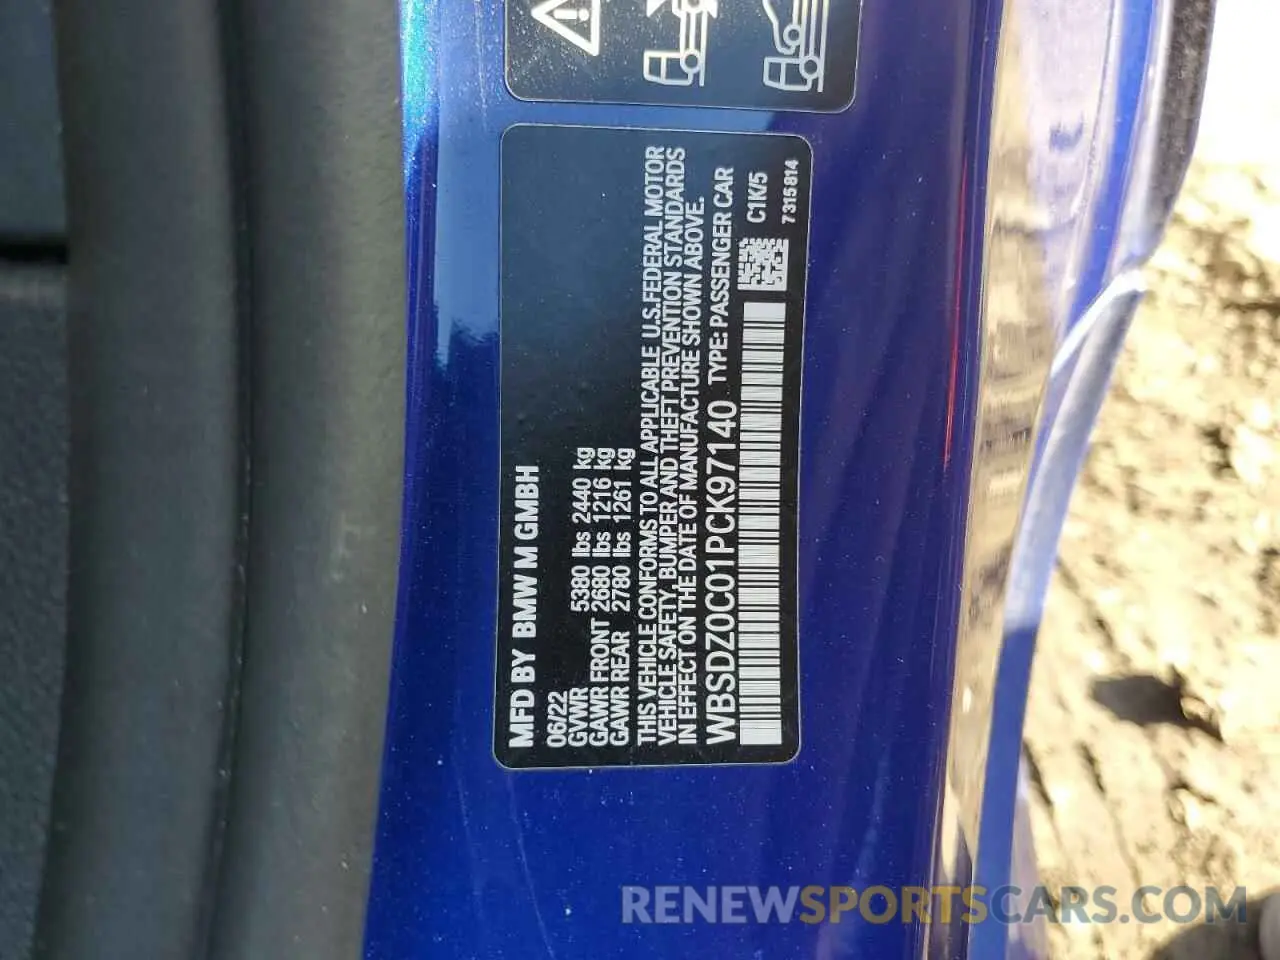 MFD BY BMW M GMBH
06/22
GVWR 5380 lbs 2440 kg
GAWR FRONT 2680 lbs 1216 kg
GAWR REAR 2780 lbs 1261 kg
THIS VEHICLE CONFORMS TO ALL APPLICABLE U.S.FEDERAL MOTOR
VEHICLE SAFETY, BUMPER AND THEFT PREVENTION STANDARDS
IN EFFECT ON THE DATE OF MANUFACTURE SHOWN ABOVE.
WBSDZ0C01PCK97140 TYPE: PASSENGER CAR
C1K/5
7315814
RENEWSPORTSCARS.COM